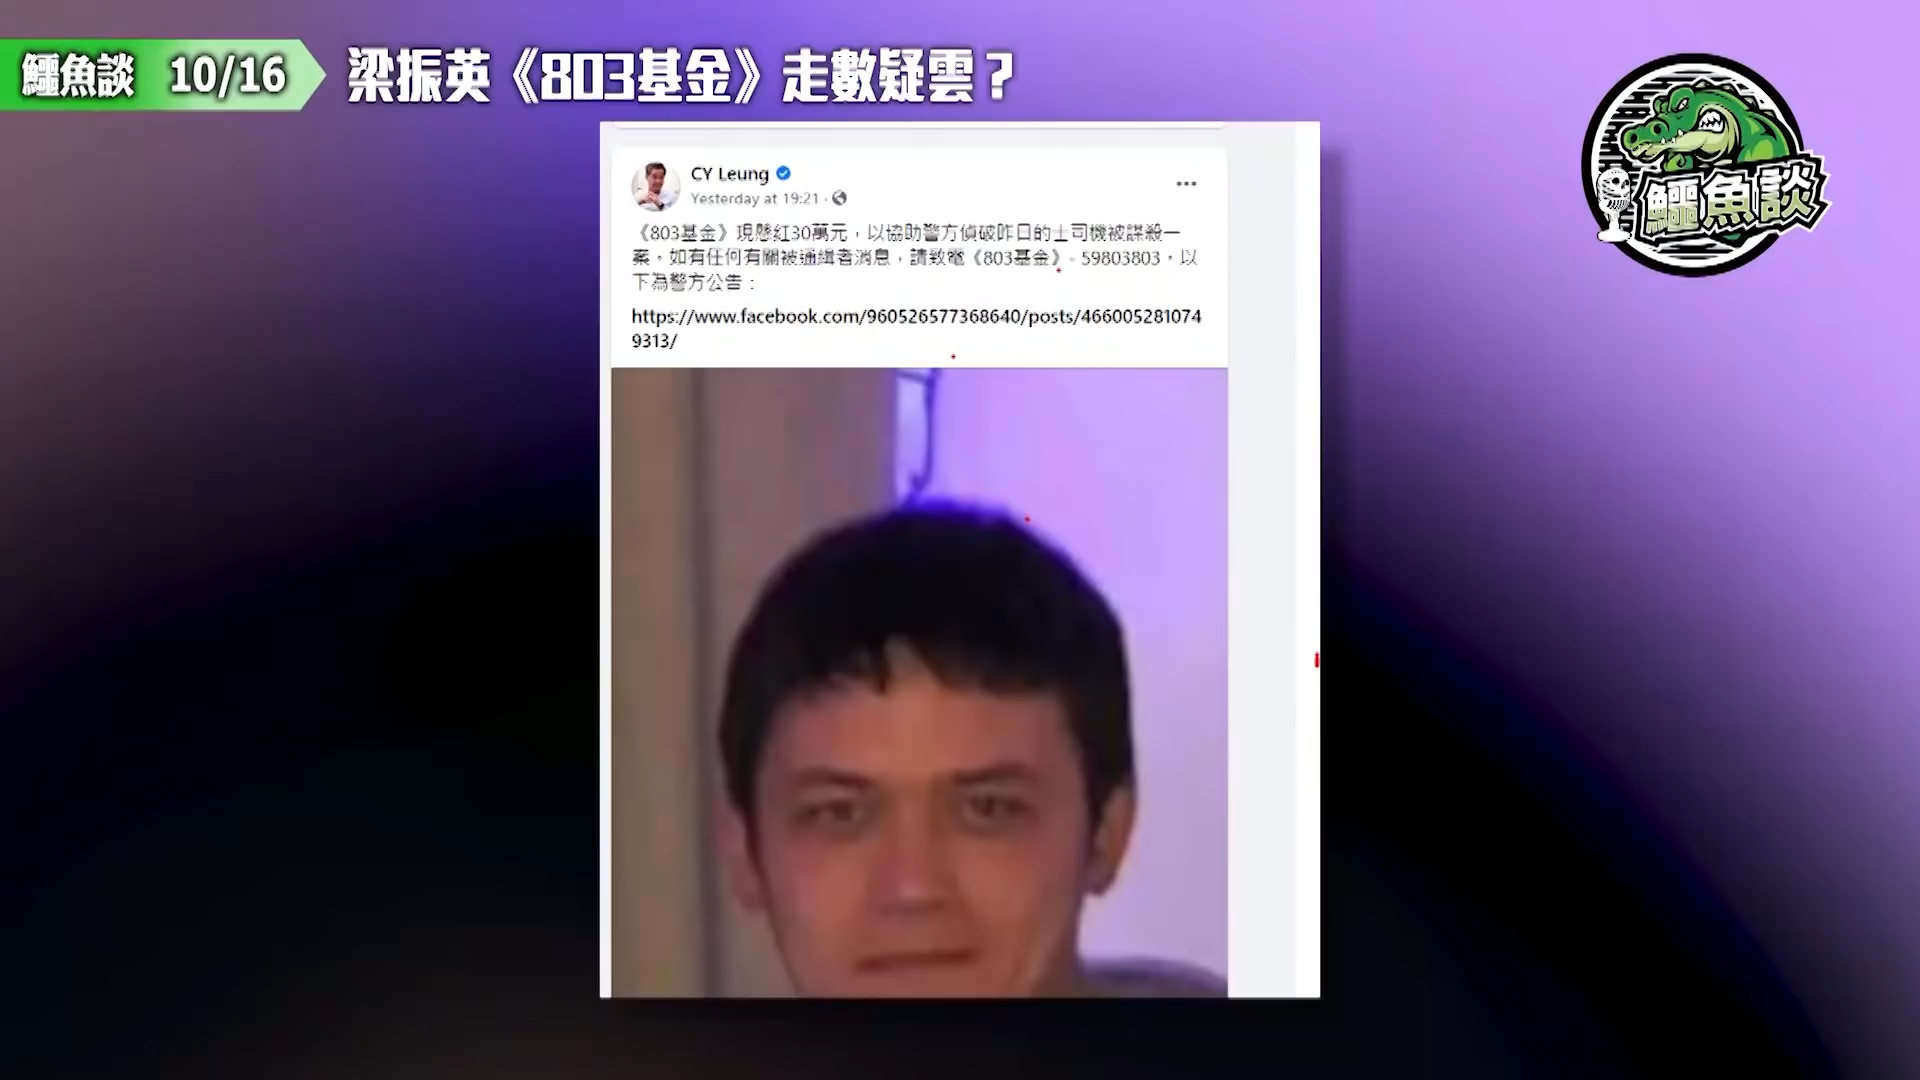 鱷魚談 10/16 梁振英《803基金》走數疑雲？
鱷魚談
CY Leung
Yesterday at 19:21
《803基金》現懸紅30萬元，以協助警方偵破昨日的士司機被謀殺一
案。如有任何有關被通緝者消息，請致電《803基金》- 59803803。以
下為警方公告：
https://www.facebook.com/960526577368640/posts/466005281074
9313/